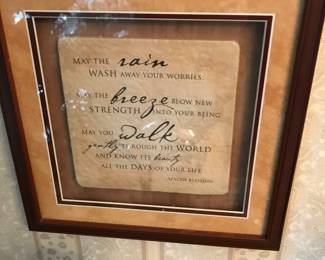 MAY THE rain
WASH AWAY YOUR WORRIES.
MAY THE breeze BLOW NEW
STRENGTH INTO YOUR BEING
MAY YOU walk
gently THROUGH THE WORLD
AND KNOW ITS beauty
ALL THE DAYS OF YOUR LIFE
APACHE BLESSING